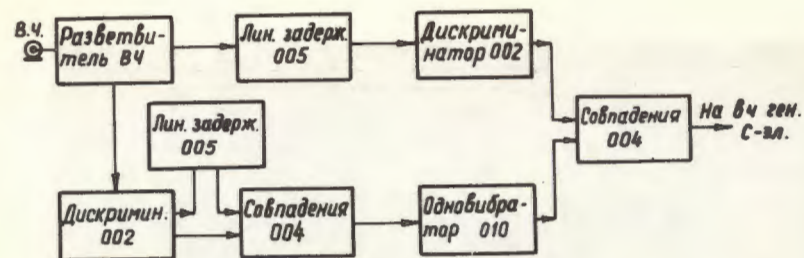 В.Ч.
Разветви-
тель ВЧ
Лин. задерж.
005
Дискрими-
натор 002
Лин. задерж.
005
Совпадения
004
На вч ген.
С-эл.
Дискримин.
002
Совпадения
004
Одновибра-
тор 010